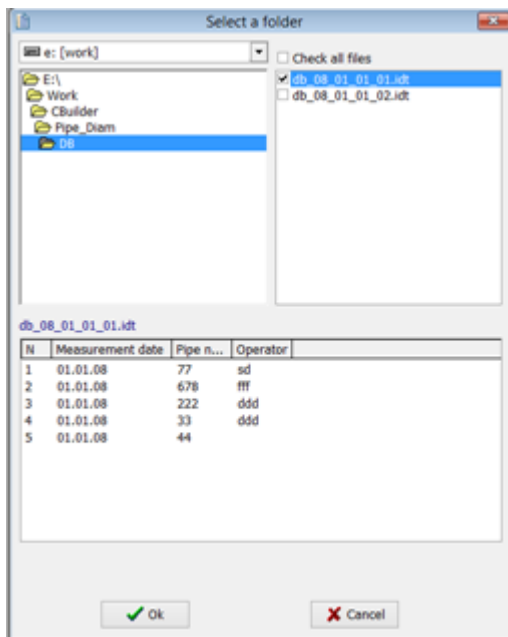 Select a folder
e: [work]
Check all files
E:\
Work
CBuilder
Pipe_Diam
DB
db_08_01_01_01.idt
db_08_01_01_02.idt
db_08_01_01_01.idt
N Measurement date Pipe n... Operator
1 01.01.08 77 sd
2 01.01.08 678 fff
3 01.01.08 222 ddd
4 01.01.08 33 ddd
5 01.01.08 44
Ok
Cancel